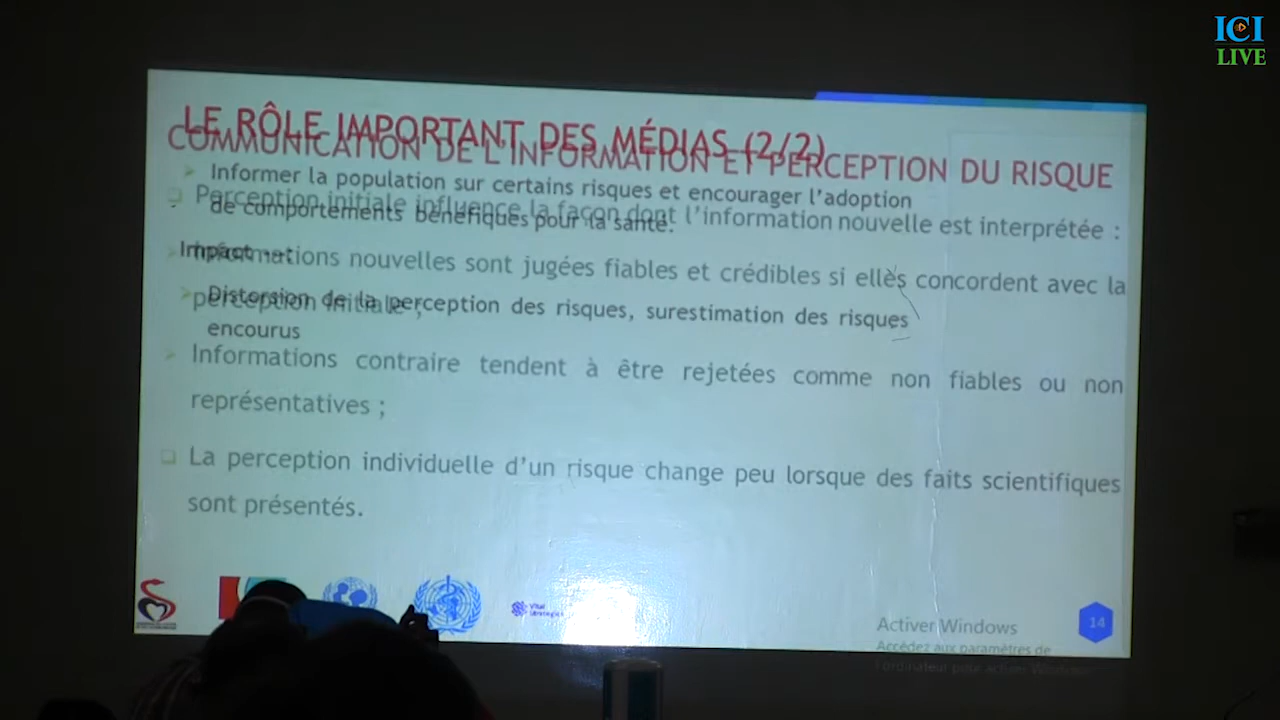 ICI
LIVE
LE RÔLE IMPORTANT DES MÉDIAS (2/2)
COMMUNICATION DE L'INFORMATION ET PERCEPTION DU RISQUE
Informer la population sur certains risques et encourager l'adoption
Perception initiale influence la façon dont l'information nouvelle est interprétée :
de comportements bénéfiques pour la santé.
Impact
Informations nouvelles sont jugées fiables et crédibles si elles concordent avec la
perception initiale ;
Distorsion de la perception des risques, surestimation des risques
encourus
Informations contraire tendent à être rejetées comme non fiables ou non
représentatives ;
La perception individuelle d'un risque change peu lorsque des faits scientifiques
sont présentés.
Vital
Strategies
Activer Windows
14
Accédez aux paramètres de
l'ordinateur pour activer Windows.